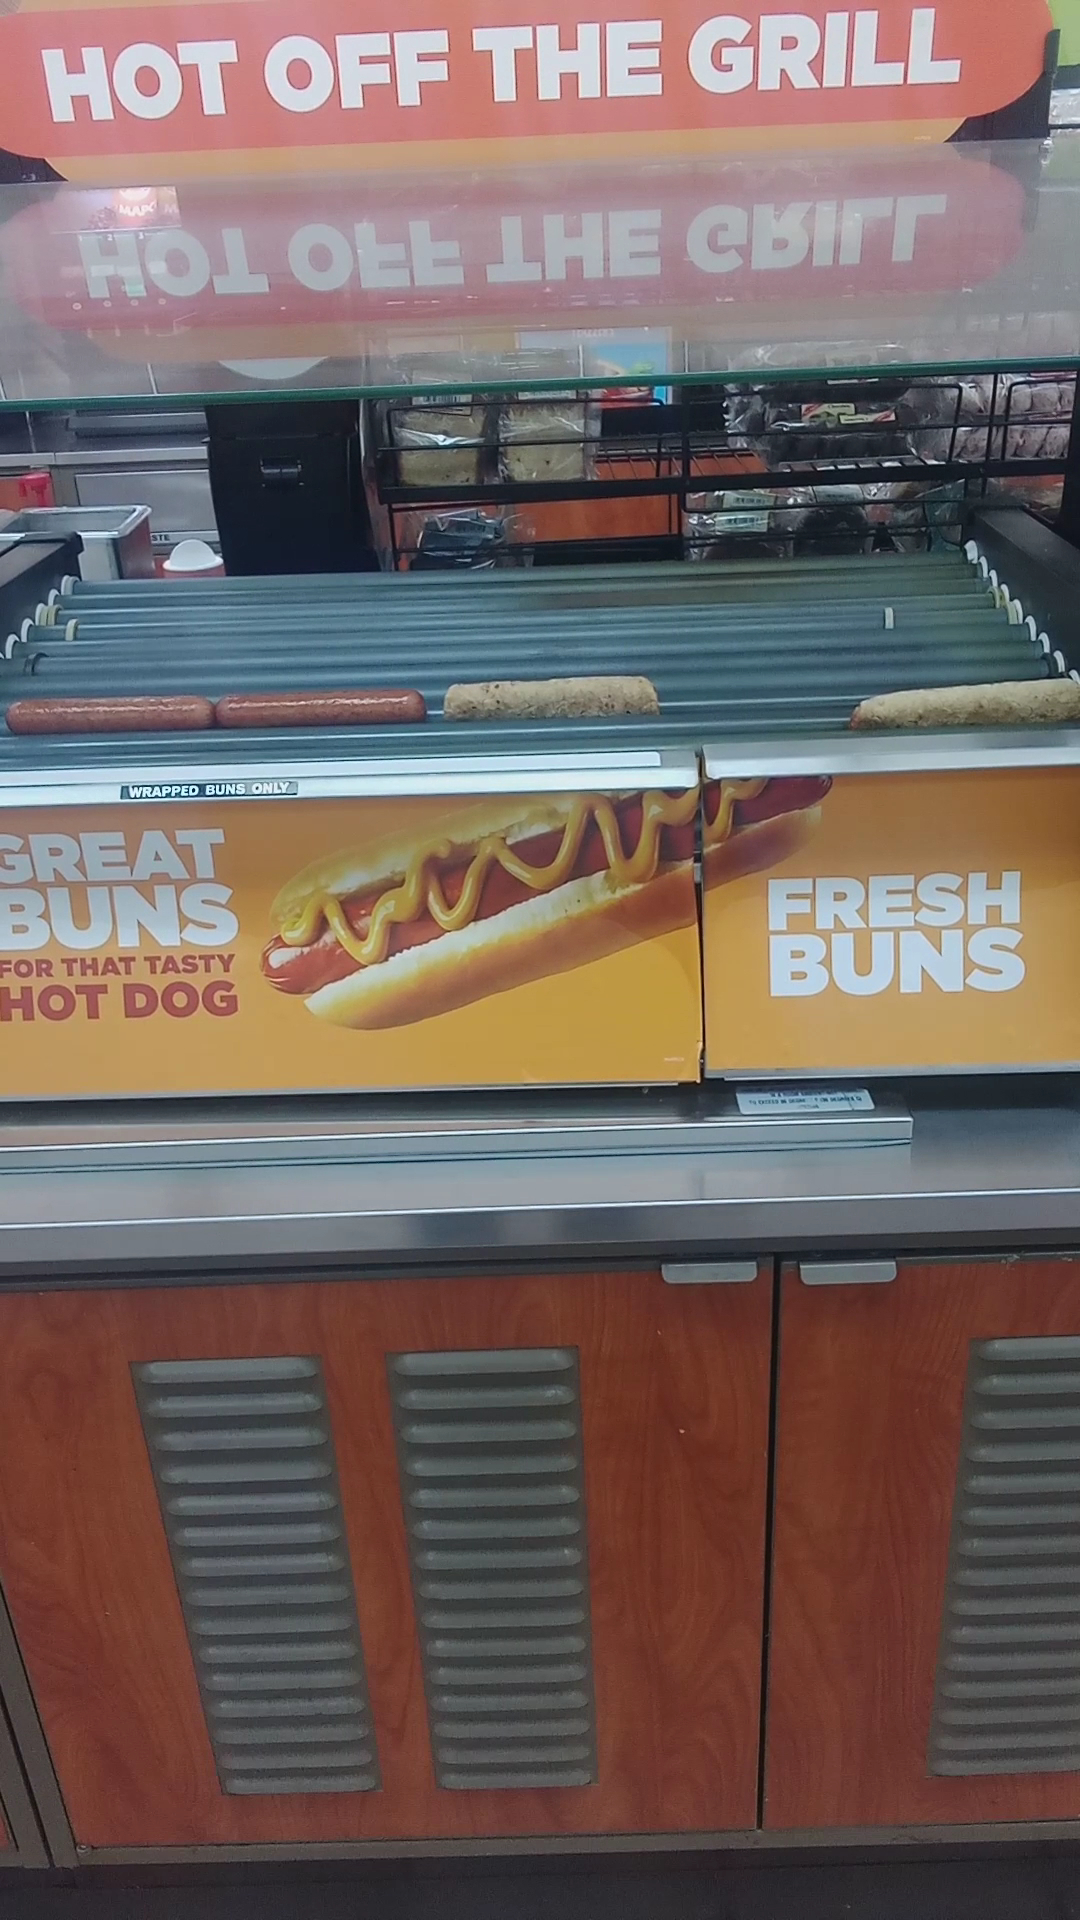 HOT OFF THE GRILL
HOT OFF THE GRILL
STE
WRAPPED BUNS ONLY
GREAT
BUNS
FOR THAT TASTY
HOT DOG
FRESH
BUNS